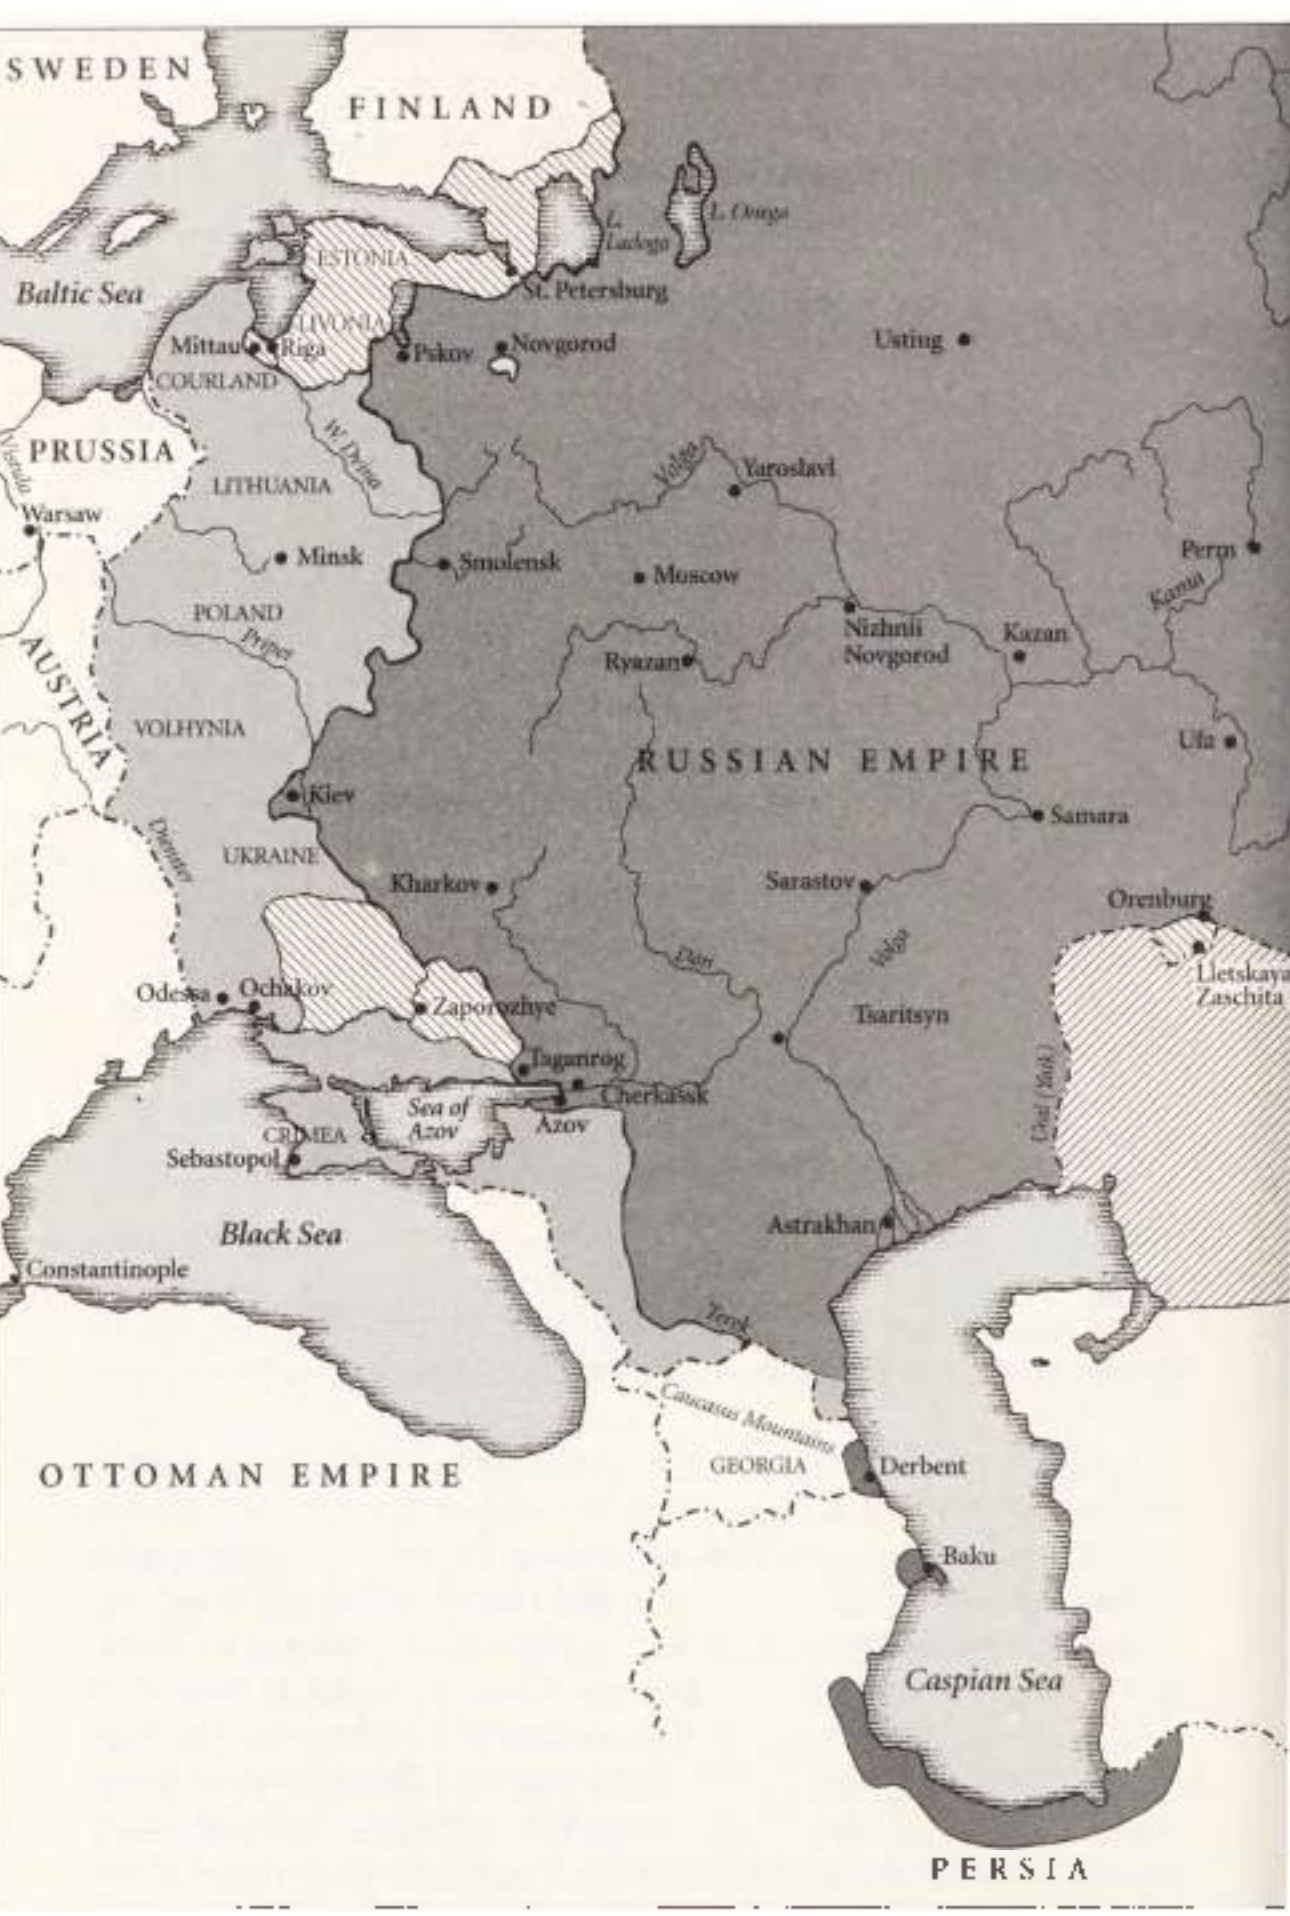 SWEDEN
FINLAND
L. Onega
L.
Ladoga
ESTONIA
Baltic Sea
St. Petersburg
LIVONIA
Mittau
Riga
Pskov
Novgorod
Usting
COURLAND
PRUSSIA
Vistula
W. Dvina
Volga
Yaroslavl
LITHUANIA
Warsaw
Minsk
Smolensk
Moscow
Perm
Kama
POLAND
Pripet
Nizhnii
Novgorod
Kazan
Ryazan
AUSTRIA
VOLHYNIA
RUSSIAN EMPIRE
Ufa
Kiev
Samara
Dienster
UKRAINE
Kharkov
Sarastov
Orenburg
Don
Volga
Lletskaya
Zaschita
Odessa
Ochakov
Zaporozhye
Tsaritsyn
Taganrog
Cherkassk
Ural (Yaik)
Sea of
Azov
Azov
CRIMEA
Sebastopol
Black Sea
Astrakhan
Constantinople
Terek
Caucasus Mountains
OTTOMAN EMPIRE
GEORGIA
Derbent
Baku
Caspian Sea
PERSIA